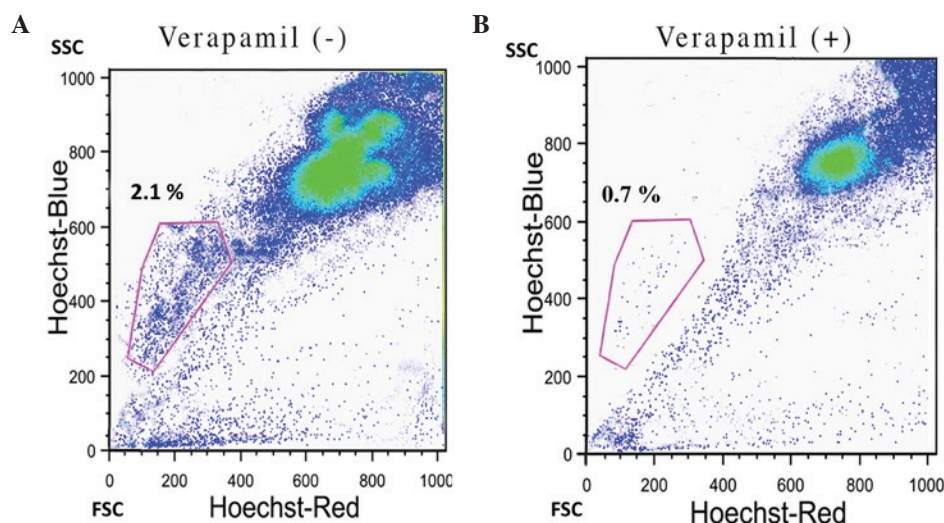 A
SSC
Verapamil (-)
1000
800
600
400
200
0
2.1 %
Hoechst-Blue
0 200 400 600 800 1000
FSC
Hoechst-Red
B
SSC
Verapamil (+)
1000
800
600
400
200
0
0.7 %
Hoechst-Blue
0 200 400 600 800 1000
FSC
Hoechst-Red